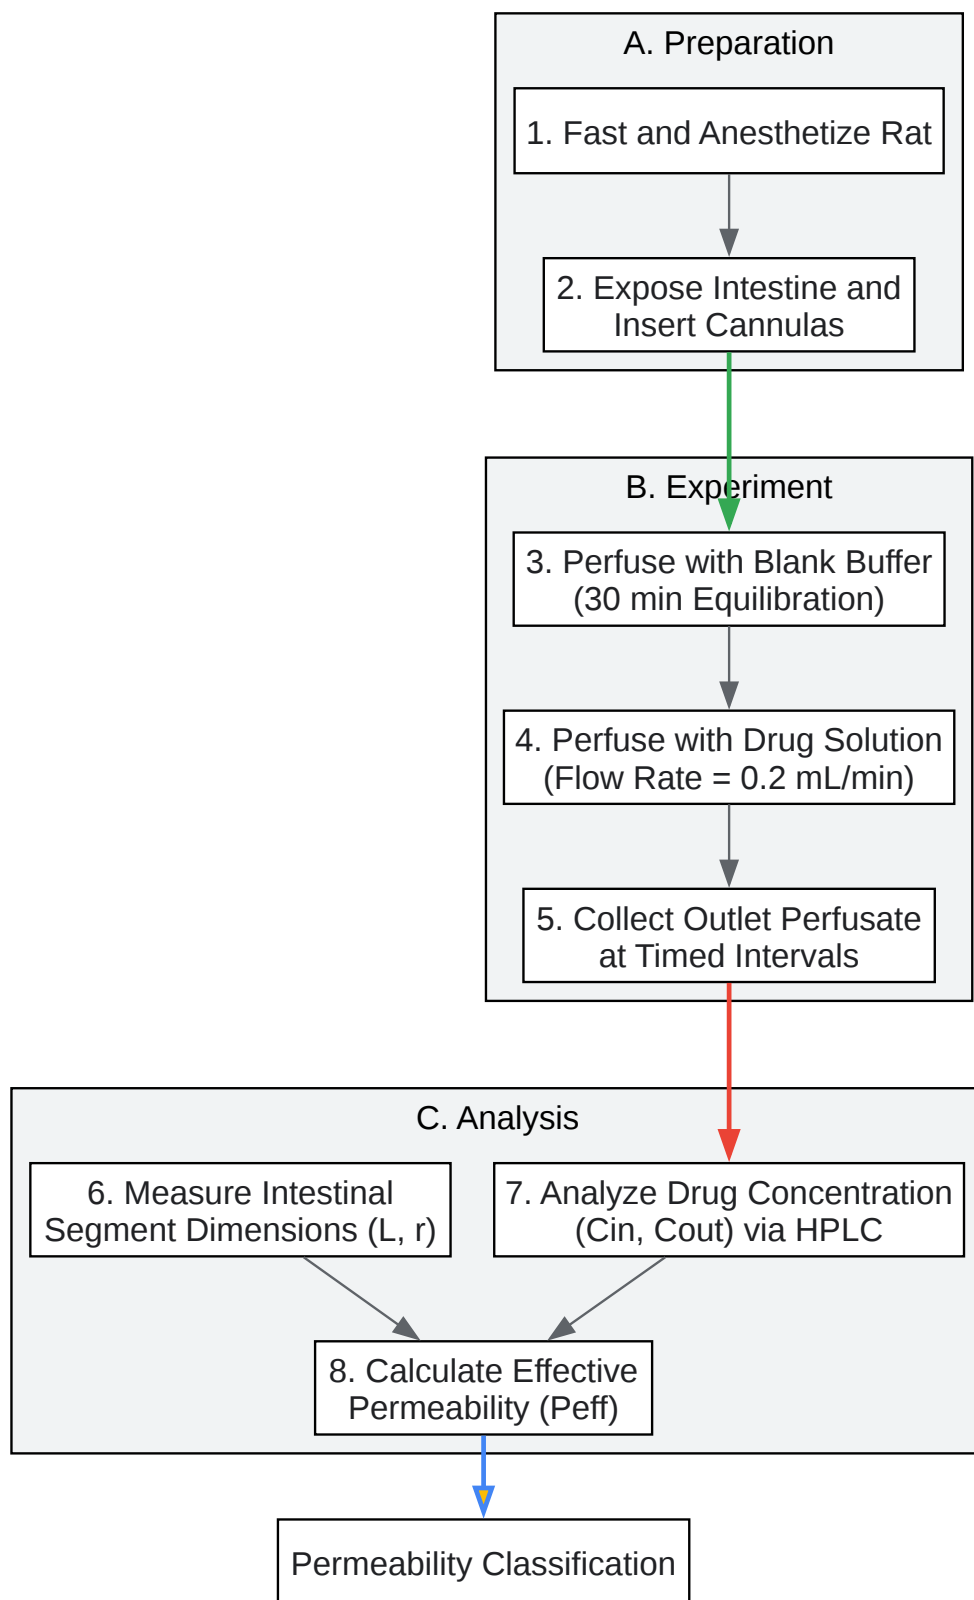 A. Preparation
1. Fast and Anesthetize Rat
2. Expose Intestine and
Insert Cannulas
B. Experiment
3. Perfuse with Blank Buffer
(30 min Equilibration)
4. Perfuse with Drug Solution
(Flow Rate = 0.2 mL/min)
5. Collect Outlet Perfusate
at Timed Intervals
C. Analysis
6. Measure Intestinal
Segment Dimensions (L, r)
7. Analyze Drug Concentration
(Cin, Cout) via HPLC
8. Calculate Effective
Permeability (Peff)
Permeability Classification